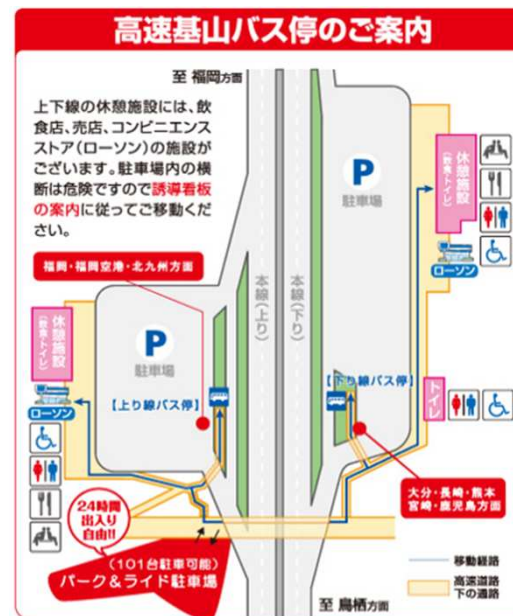 高速基山バス停のご案内
至 福岡方面
上下線の休憩施設には、飲
食店、売店、コンビニエンス
ストア(ローソン)の施設が
ございます。駐車場内の横
断は危険ですので誘導看板
の案内に従ってご移動くだ
さい。
P
駐車場
休憩施設
(飲食・トイレ)
ローソン
福岡・福岡空港・北九州方面
本線(上り)
本線(下り)
休憩施設
(飲食・トイレ)
ローソン
P
駐車場
【上り線バス停】
【下り線バス停】
トイレ
大分・長崎・熊本
宮崎・鹿児島方面
24時間
出入り
自由!!
(101台駐車可能)
パーク&ライド駐車場
移動経路
高速道路
下の通路
至 鳥栖方面